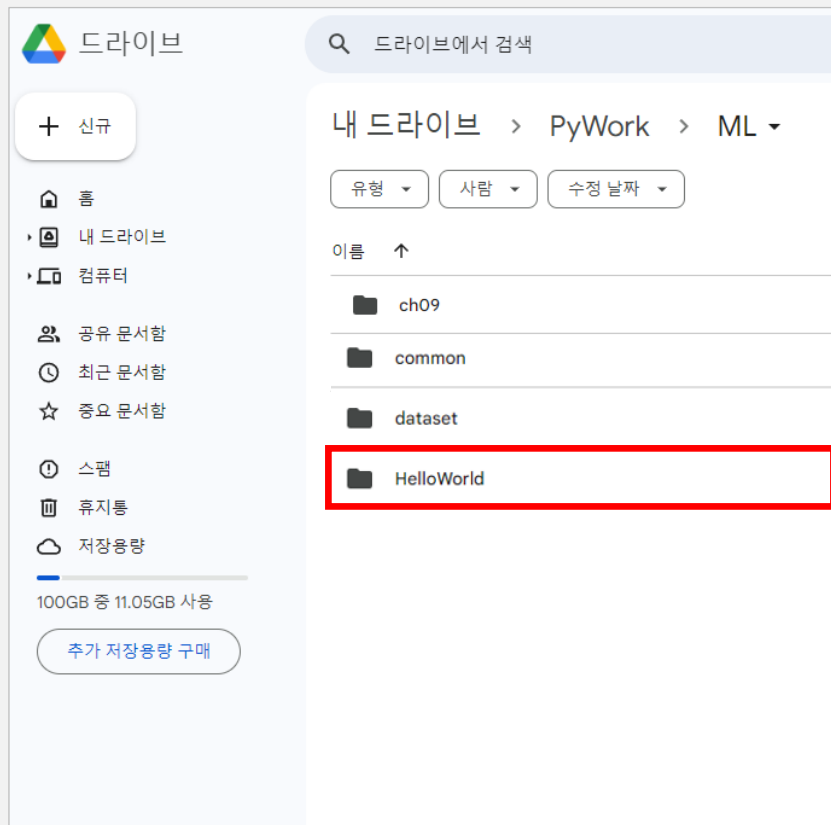 드라이브
드라이브에서 검색
신규
내 드라이브 > PyWork > ML
유형 사람 수정 날짜
홈
내 드라이브
컴퓨터
공유 문서함
최근 문서함
중요 문서함
스팸
휴지통
저장용량
100GB 중 11.05GB 사용
추가 저장용량 구매
이름
ch09
common
dataset
HelloWorld